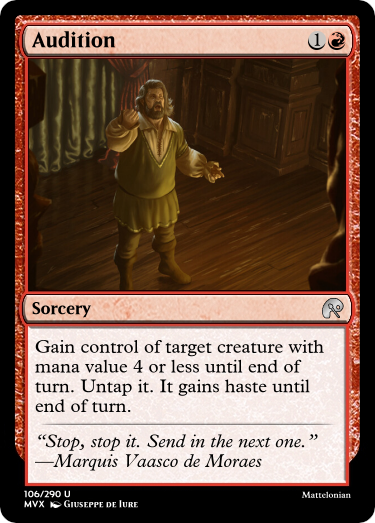 Audition
1
Sorcery
Gain control of target creature with
mana value 4 or less until end of
turn. Untap it. It gains haste until
end of turn.
“Stop, stop it. Send in the next one.”
—Marquis Vaasco de Moraes
106/290 U
MVX Giuseppe de Iure
Mattelonian